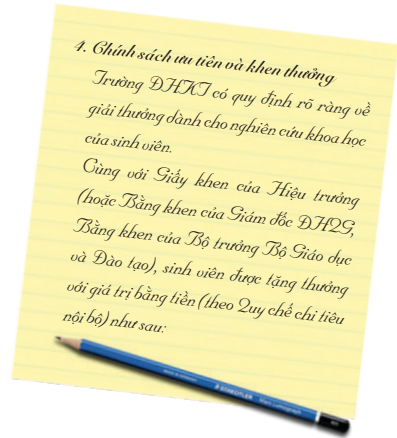 4. Chính sách ưu tiên và khen thưởng
Trường ĐHKT có quy định rõ ràng về
giải thưởng dành cho nghiên cứu khoa học
của sinh viên.
Cùng với Giấy khen của Hiệu trưởng
(hoặc Bằng khen của Giám đốc ĐHQG,
Bằng khen của Bộ trưởng Bộ Giáo dục
và Đào tạo), sinh viên được tặng thưởng
với giá trị bằng tiền (theo Quy chế chi tiêu
nội bộ) như sau:
STAEDTLER